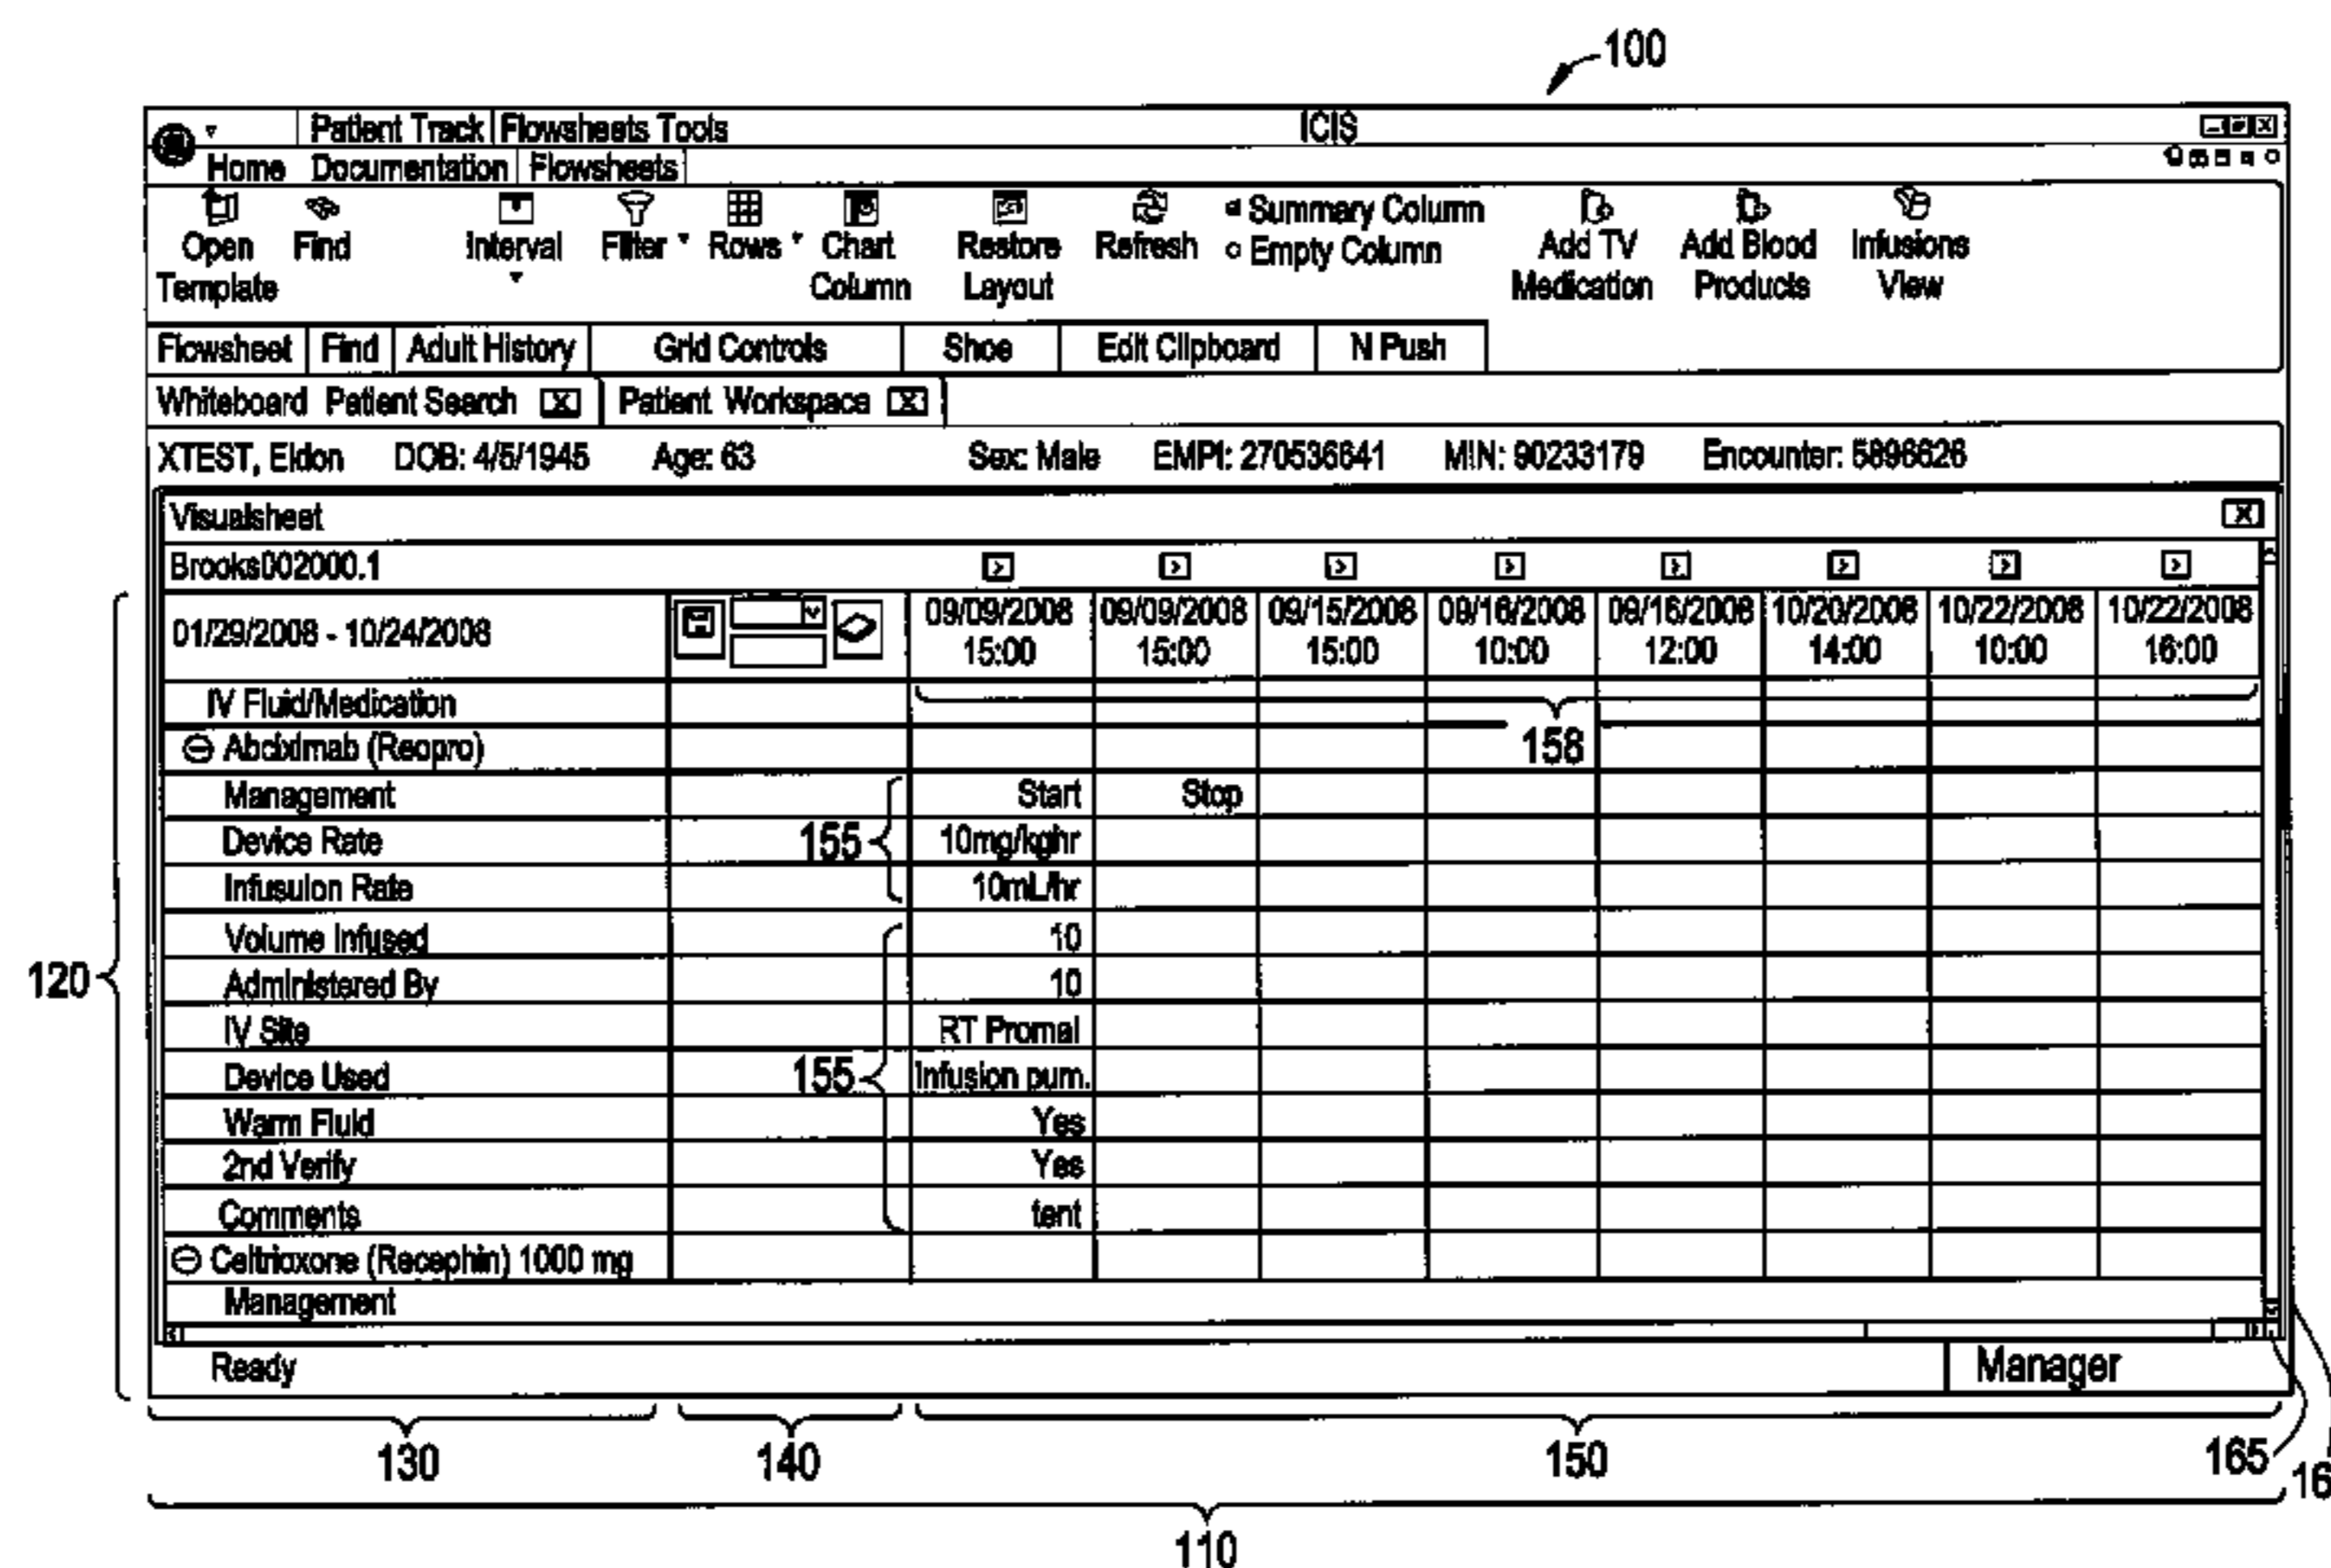 100
Patient Track Flowsheets Tools ICIS
Home Documentation Flowsheets
Open Template Find Interval Filter Rows Chart Column Restore Layout Refresh Summary Column Empty Column Add TV Medication Add Blood Products Infusions View
Flowsheet Find Adult History Grid Controls Shoe Edit Clipboard N Push
Whiteboard Patient Search X Patient Workspace X
XTEST, Eldon DOB: 4/5/1945 Age: 63 Sex: Male EMPI: 270536641 MIN: 90233179 Encounter: 5896626
Visualsheet X
Brooks002000.1
01/29/2008 - 10/24/2008 09/09/2008 15:00 09/09/2008 15:00 09/15/2008 15:00 09/16/2008 10:00 09/16/2008 12:00 10/20/2008 14:00 10/22/2008 10:00 10/22/2008 16:00
IV Fluid/Medication
158
Abciximab (Reopro)
Management Start Stop
Device Rate 155 10mg/kghr
Infusuion Rate 10mL/hr
Volume Infused 10
120
Administered By 10
IV Site RT Promal
Device Used 155 Infusion pum.
Warm Fluid Yes
2nd Verify Yes
Comments tent
Celtrioxone (Recephin) 1000 mg
Management
Ready Manager
130 140 150 165 16
110